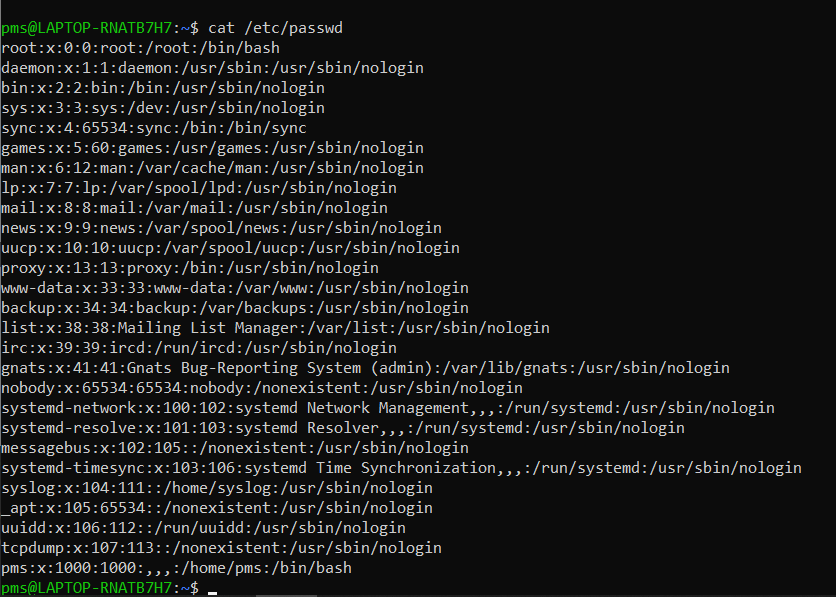 pms@LAPTOP-RNATB7H7:~$ cat /etc/passwd
root:x:0:0:root:/root:/bin/bash
daemon:x:1:1:daemon:/usr/sbin:/usr/sbin/nologin
bin:x:2:2:bin:/bin:/usr/sbin/nologin
sys:x:3:3:sys:/dev:/usr/sbin/nologin
sync:x:4:65534:sync:/bin:/bin/sync
games:x:5:60:games:/usr/games:/usr/sbin/nologin
man:x:6:12:man:/var/cache/man:/usr/sbin/nologin
lp:x:7:7:lp:/var/spool/lpd:/usr/sbin/nologin
mail:x:8:8:mail:/var/mail:/usr/sbin/nologin
news:x:9:9:news:/var/spool/news:/usr/sbin/nologin
uucp:x:10:10:uucp:/var/spool/uucp:/usr/sbin/nologin
proxy:x:13:13:proxy:/bin:/usr/sbin/nologin
www-data:x:33:33:www-data:/var/www:/usr/sbin/nologin
backup:x:34:34:backup:/var/backups:/usr/sbin/nologin
list:x:38:38:Mailing List Manager:/var/list:/usr/sbin/nologin
irc:x:39:39:ircd:/run/ircd:/usr/sbin/nologin
gnats:x:41:41:Gnats Bug-Reporting System (admin):/var/lib/gnats:/usr/sbin/nologin
nobody:x:65534:65534:nobody:/nonexistent:/usr/sbin/nologin
systemd-network:x:100:102:systemd Network Management,,,:/run/systemd:/usr/sbin/nologin
systemd-resolve:x:101:103:systemd Resolver,,,:/run/systemd:/usr/sbin/nologin
messagebus:x:102:105::/nonexistent:/usr/sbin/nologin
systemd-timesync:x:103:106:systemd Time Synchronization,,,:/run/systemd:/usr/sbin/nologin
syslog:x:104:111::/home/syslog:/usr/sbin/nologin
_apt:x:105:65534::/nonexistent:/usr/sbin/nologin
uuidd:x:106:112::/run/uuidd:/usr/sbin/nologin
tcpdump:x:107:113::/nonexistent:/usr/sbin/nologin
pms:x:1000:1000:,,,:/home/pms:/bin/bash
pms@LAPTOP-RNATB7H7:~$